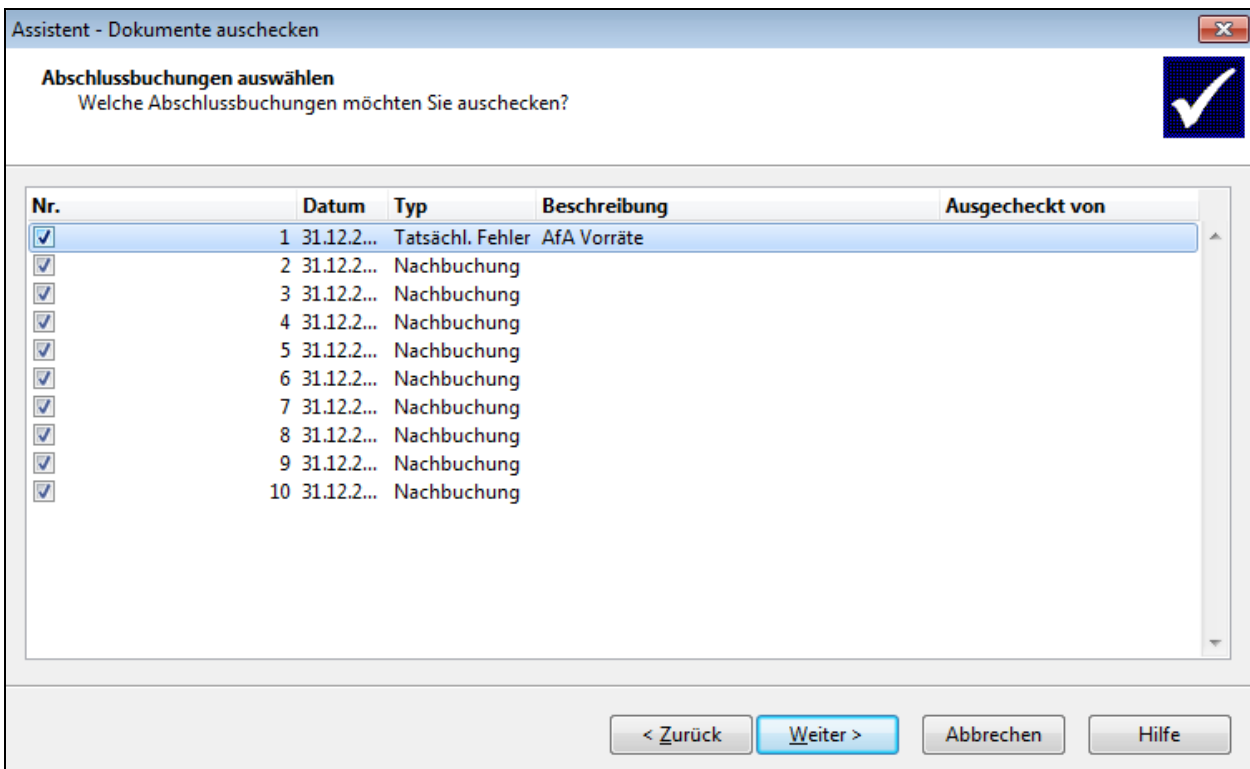 Assistent - Dokumente auschecken
Abschlussbuchungen auswählen
Welche Abschlussbuchungen möchten Sie auschecken?
Nr. Datum Typ Beschreibung Ausgecheckt von
1 31.12.2... Tatsächl. Fehler AfA Vorräte
2 31.12.2... Nachbuchung
3 31.12.2... Nachbuchung
4 31.12.2... Nachbuchung
5 31.12.2... Nachbuchung
6 31.12.2... Nachbuchung
7 31.12.2... Nachbuchung
8 31.12.2... Nachbuchung
9 31.12.2... Nachbuchung
10 31.12.2... Nachbuchung
< Zurück Weiter > Abbrechen Hilfe